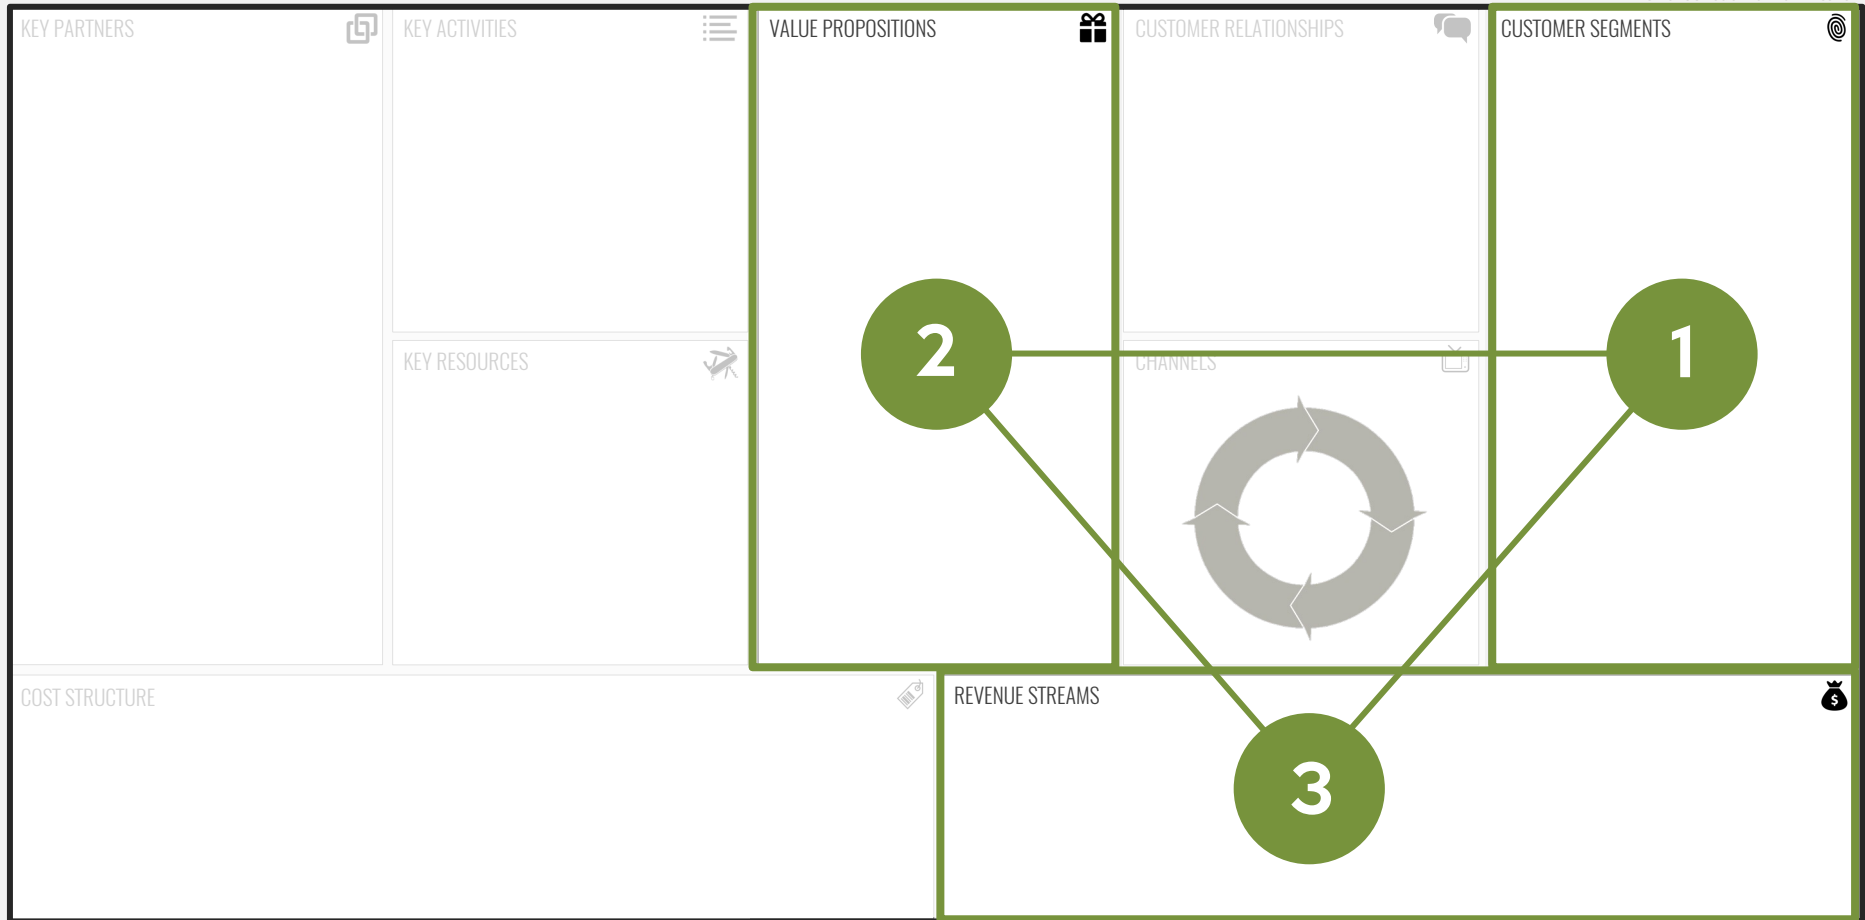 KEY PARTNERS
KEY ACTIVITIES
VALUE PROPOSITIONS
CUSTOMER RELATIONSHIPS
CUSTOMER SEGMENTS
2
1
KEY RESOURCES
CHANNELS
COST STRUCTURE
REVENUE STREAMS
$
3